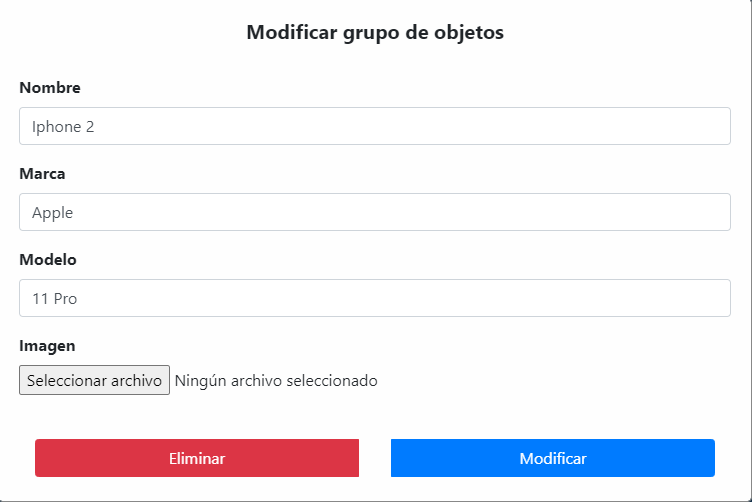 Modificar grupo de objetos
Nombre
Iphone 2
Marca
Apple
Modelo
11 Pro
Imagen
Seleccionar archivo Ningún archivo seleccionado
Eliminar Modificar